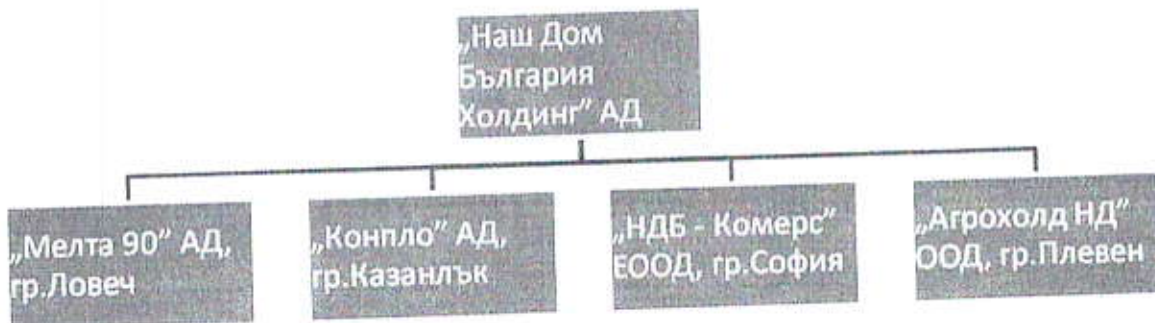 „Наш Дом
България
Холдинг” АД
„Мелта 90” АД,
гр.Ловеч
„Конпло” АД,
гр.Казанлък
„НДБ - Комерс”
ЕООД, гр.София
„Агрохолд НД”
ООД, гр.Плевен